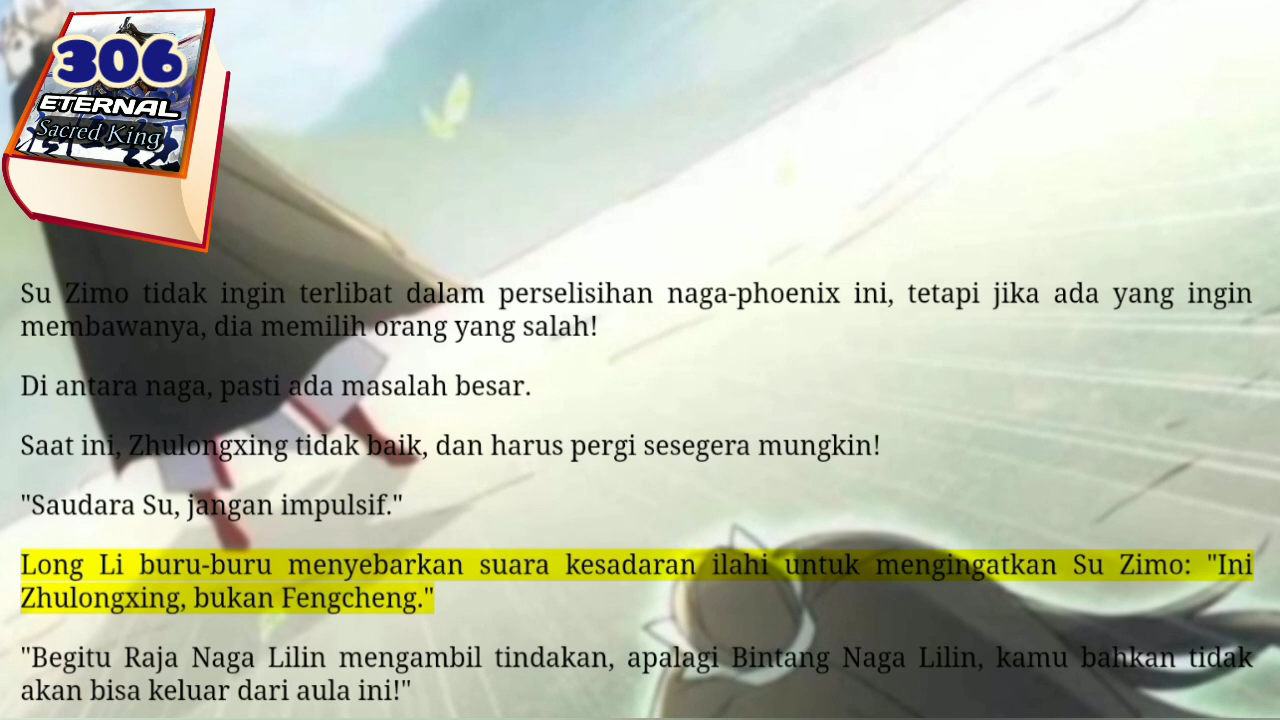 306
ETERNAL
Sacred King
Su Zimo tidak ingin terlibat dalam perselisihan naga-phoenix ini, tetapi jika ada yang ingin
membawanya, dia memilih orang yang salah!
Di antara naga, pasti ada masalah besar.
Saat ini, Zhulongxing tidak baik, dan harus pergi sesegera mungkin!
"Saudara Su, jangan impulsif."
Long Li buru-buru menyebarkan suara kesadaran ilahi untuk mengingatkan Su Zimo: "Ini
Zhulongxing, bukan Fengcheng."
"Begitu Raja Naga Lilin mengambil tindakan, apalagi Bintang Naga Lilin, kamu bahkan tidak
akan bisa keluar dari aula ini!"